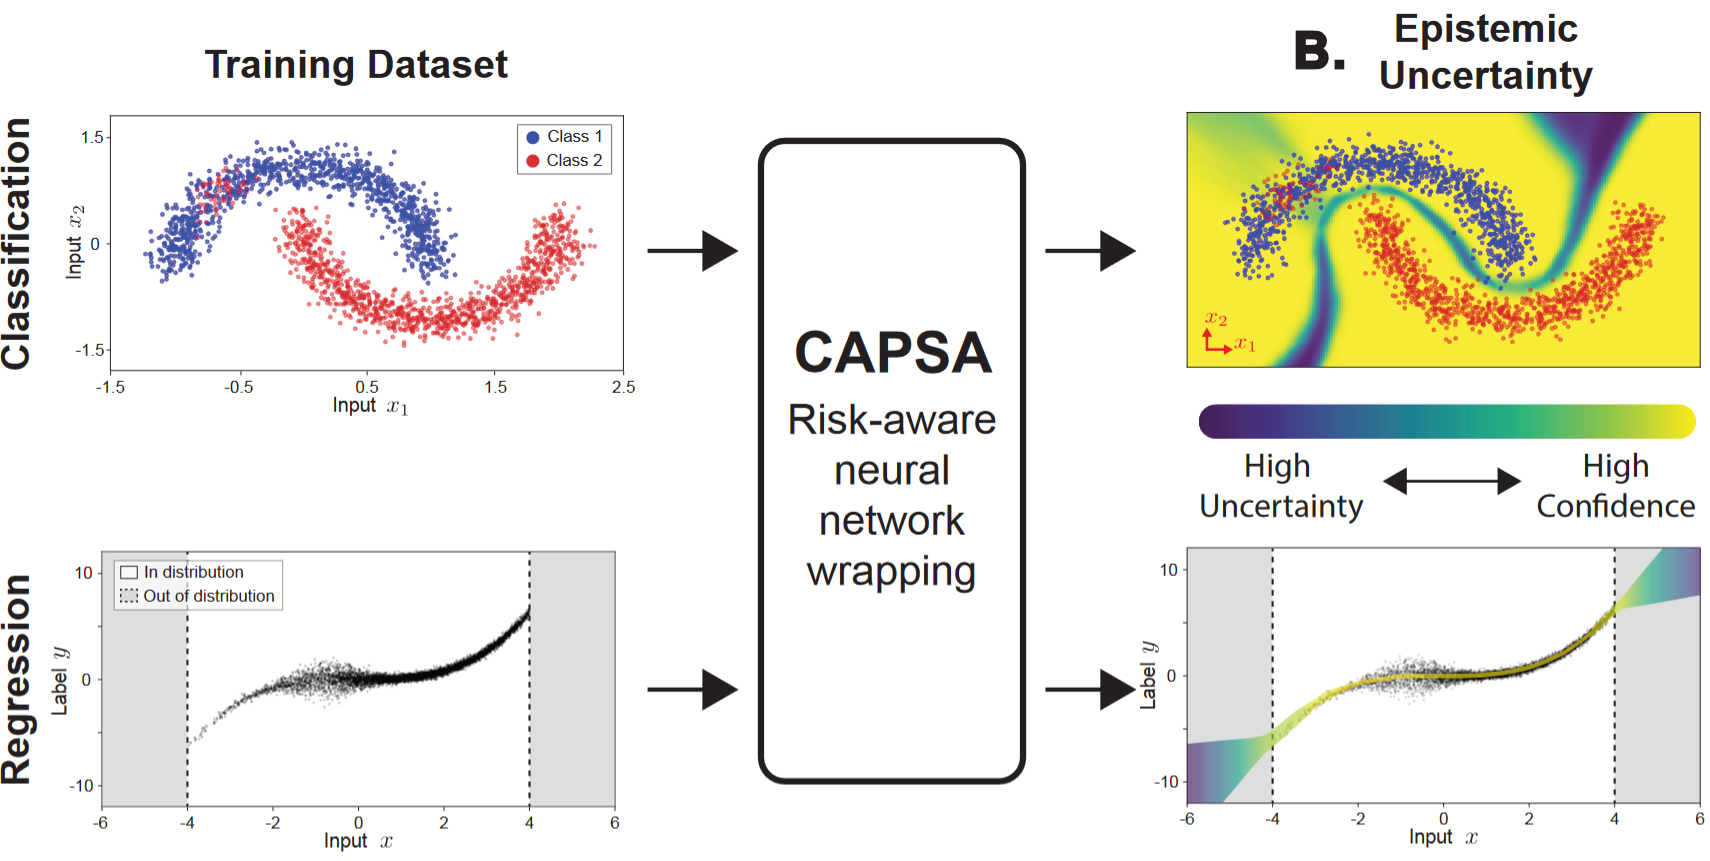 Training Dataset
B.
Epistemic
Uncertainty
Classification
Class 1
Class 2
1.5
0
-1.5
Input x2
-1.5
-0.5
0.5
1.5
2.5
Input x1
CAPSA
Risk-aware
neural
network
wrapping
x2
x1
High
Uncertainty
High
Confidence
Regression
In distribution
Out of distribution
10
0
-10
Label y
-6
-4
-2
0
2
4
6
Input x
10
0
-10
Label y
-6
-4
-2
0
2
4
6
Input x